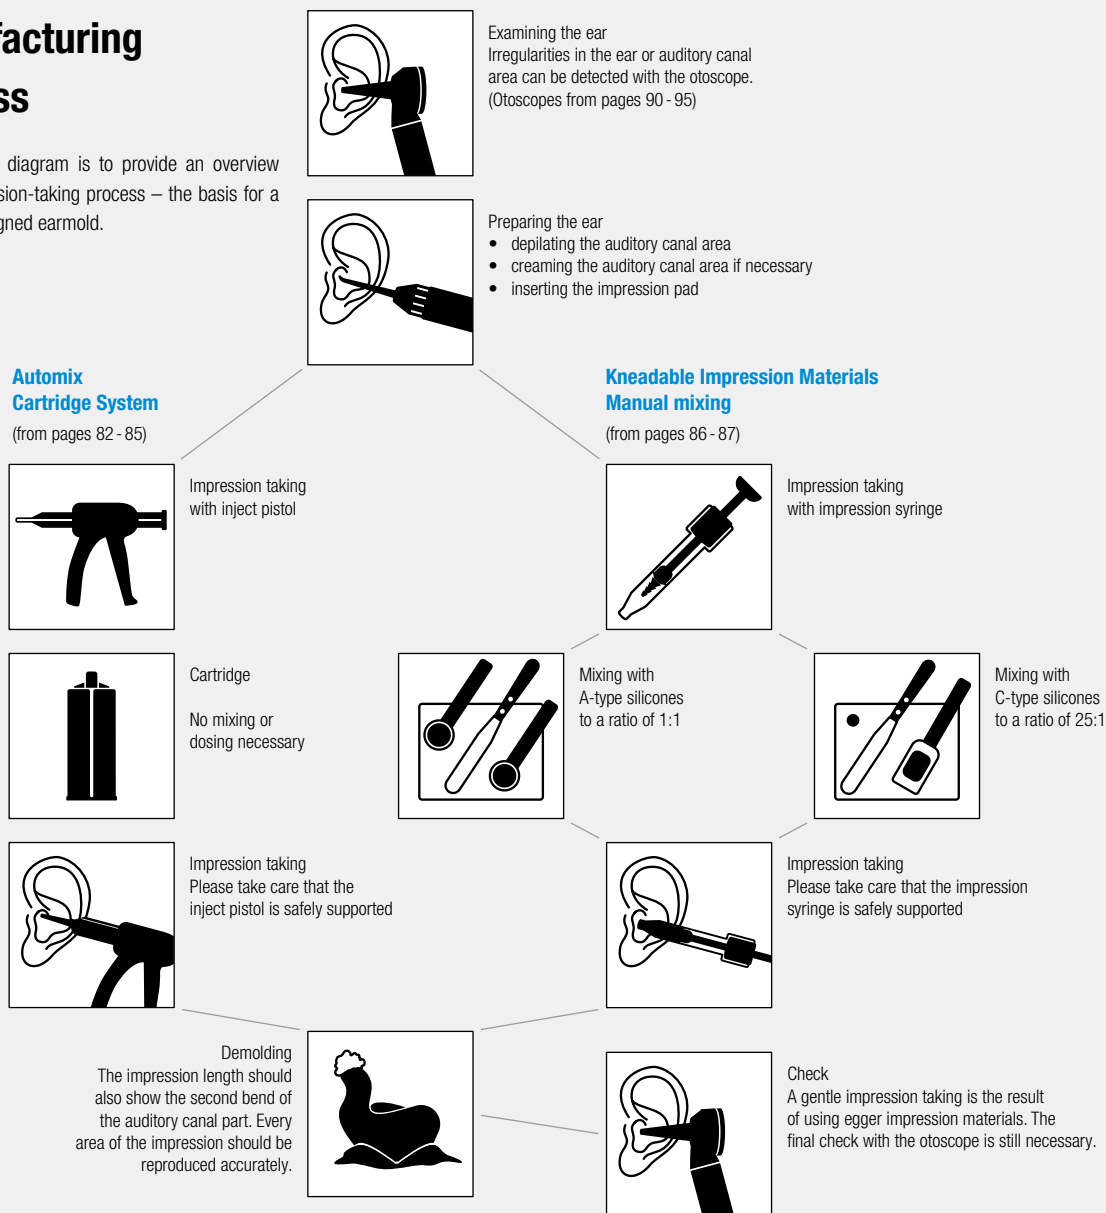 facturing
ss
diagram is to provide an overview
sion-taking process – the basis for a
gned earmold.
Examining the ear
Irregularities in the ear or auditory canal
area can be detected with the otoscope.
(Otoscopes from pages 90 - 95)
Preparing the ear
• depilating the auditory canal area
• creaming the auditory canal area if necessary
• inserting the impression pad
Automix
Cartridge System
(from pages 82 - 85)
Kneadable Impression Materials
Manual mixing
(from pages 86 - 87)
Impression taking
with inject pistol
Impression taking
with impression syringe
Cartridge
No mixing or
dosing necessary
Mixing with
A-type silicones
to a ratio of 1:1
Mixing with
C-type silicones
to a ratio of 25:1
Impression taking
Please take care that the
inject pistol is safely supported
Impression taking
Please take care that the impression
syringe is safely supported
Demolding
The impression length should
also show the second bend of
the auditory canal part. Every
area of the impression should be
reproduced accurately.
Check
A gentle impression taking is the result
of using egger impression materials. The
final check with the otoscope is still necessary.